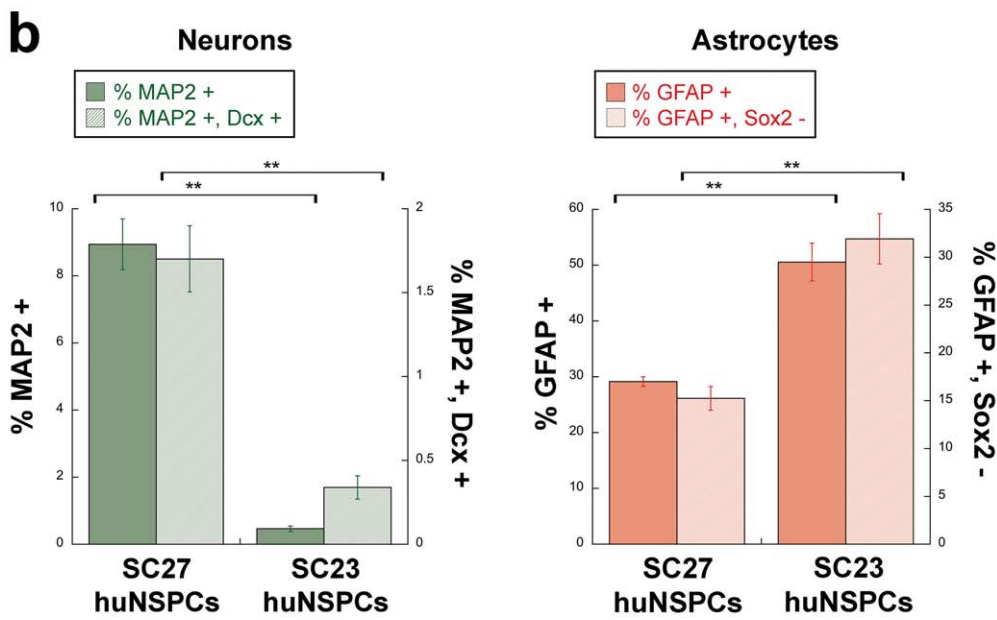 b
Neurons
% MAP2 +
% MAP2 +, Dcx +
**
**
10
8
6
4
2
0
% MAP2 +
2
1.5
1
0.5
0
% MAP2 +, Dcx +
SC27
huNSPCs
SC23
huNSPCs
Astrocytes
% GFAP +
% GFAP +, Sox2 -
**
**
60
50
40
30
20
10
0
% GFAP +
35
30
25
20
15
10
5
0
% GFAP +, Sox2 -
SC27
huNSPCs
SC23
huNSPCs